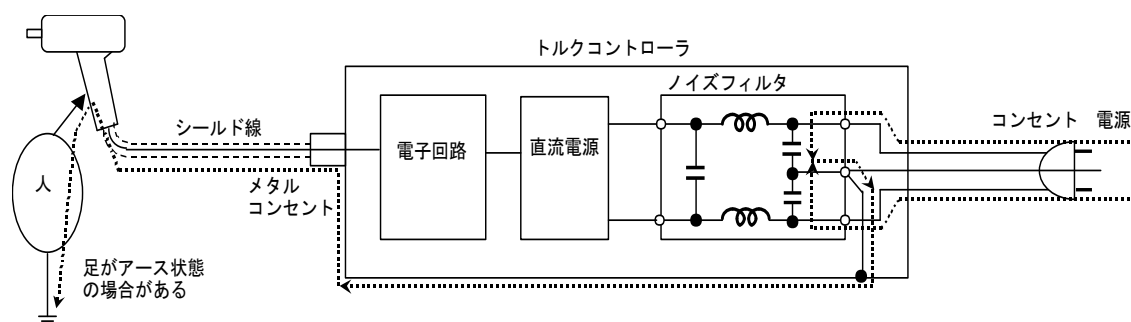 トルクコントローラ
ノイズフィルタ
コンセント 電源
シールド線
電子回路
直流電源
人
メタル
コンセント
足がアース状態
の場合がある